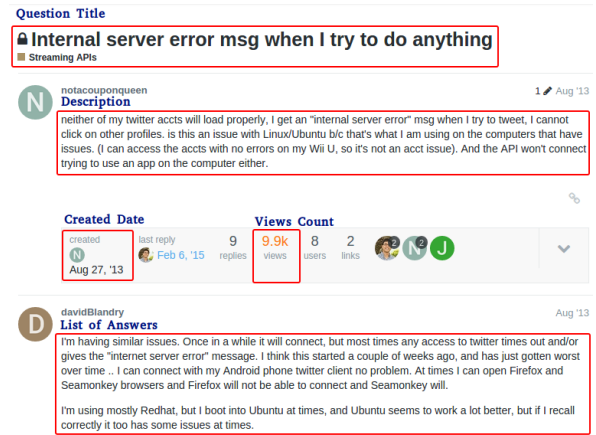 Question Title
Internal server error msg when I try to do anything
Streaming APIs
N
notacouponqueen
1 Aug '13
Description
neither of my twitter accts will load properly, I get an "internal server error" msg when I try to tweet, I cannot
click on other profiles. is this an issue with Linux/Ubuntu b/c that's what I am using on the computers that have
issues. (I can access the accts with no errors on my Wii U, so it's not an acct issue). And the API won't connect
trying to use an app on the computer either.
Created Date
Views Count
created
last reply
9
9.9k
8
2
2
N
2
J
N
Feb 6, '15
replies
views
users
links
Aug 27, '13
D
davidBlandry
Aug '13
List of Answers
I'm having similar issues. Once in a while it will connect, but most times any access to twitter times out and/or
gives the "internet server error" message. I think this started a couple of weeks ago, and has just gotten worst
over time .. I can connect with my Android phone twitter client no problem. At times I can open Firefox and
Seamonkey browsers and Firefox will not be able to connect and Seamonkey will.
I'm using mostly Redhat, but I boot into Ubuntu at times, and Ubuntu seems to work a lot better, but if I recall
correctly it too has some issues at times.